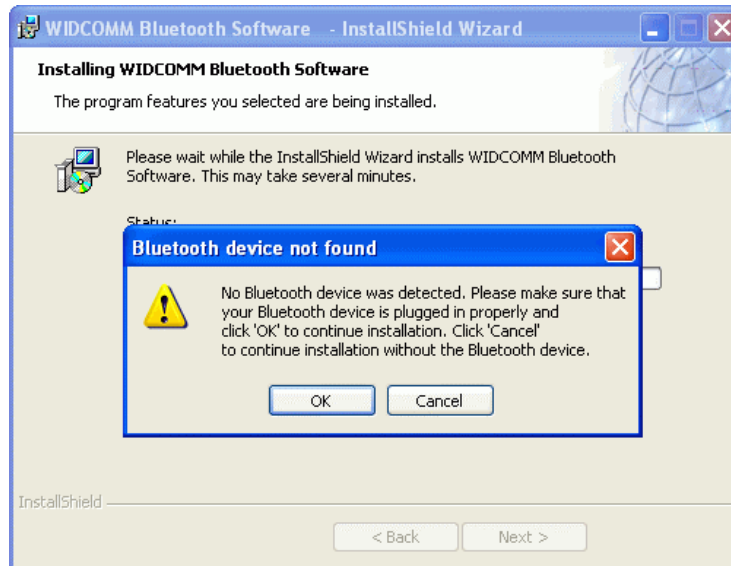 WIDCOMM Bluetooth Software - InstallShield Wizard
Installing WIDCOMM Bluetooth Software
The program features you selected are being installed.
Please wait while the InstallShield Wizard installs WIDCOMM Bluetooth
Software. This may take several minutes.
Status:
Bluetooth device not found
No Bluetooth device was detected. Please make sure that
your Bluetooth device is plugged in properly and
click 'OK' to continue installation. Click 'Cancel'
to continue installation without the Bluetooth device.
OK Cancel
InstallShield
< Back Next >